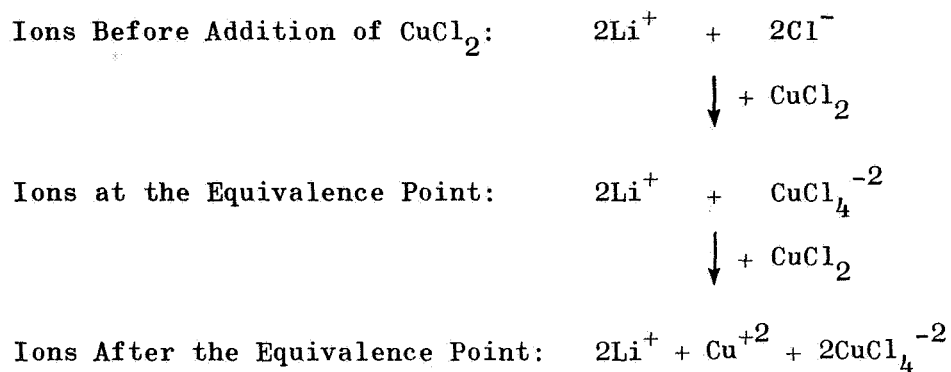 Ions Before Addition of CuCl₂: 2Li⁺ + 2Cl⁻
+ CuCl₂
Ions at the Equivalence Point: 2Li⁺ + CuCl₄⁻²
+ CuCl₂
Ions After the Equivalence Point: 2Li⁺ + Cu⁺² + 2CuCl₄⁻²